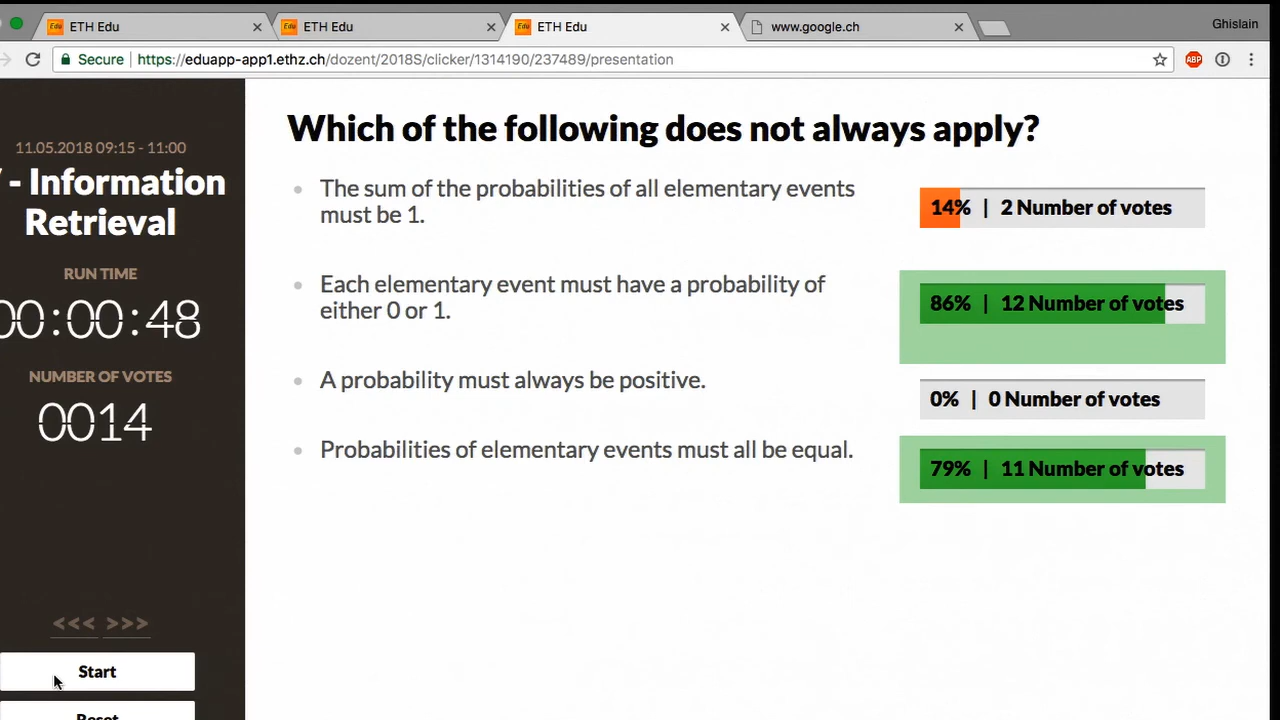 ETH Edu
ETH Edu
ETH Edu
www.google.ch
Ghislain
Secure
https://eduapp-app1.ethz.ch/dozent/2018S/clicker/1314190/237489/presentation
ABP
11.05.2018 09:15 - 11:00
- Information
Retrieval
RUN TIME
00:00:48
NUMBER OF VOTES
0014
<<< >>>
Start
Reset
Which of the following does not always apply?
The sum of the probabilities of all elementary events
must be 1.
14% | 2 Number of votes
Each elementary event must have a probability of
either 0 or 1.
86% | 12 Number of votes
A probability must always be positive.
0% | 0 Number of votes
Probabilities of elementary events must all be equal.
79% | 11 Number of votes